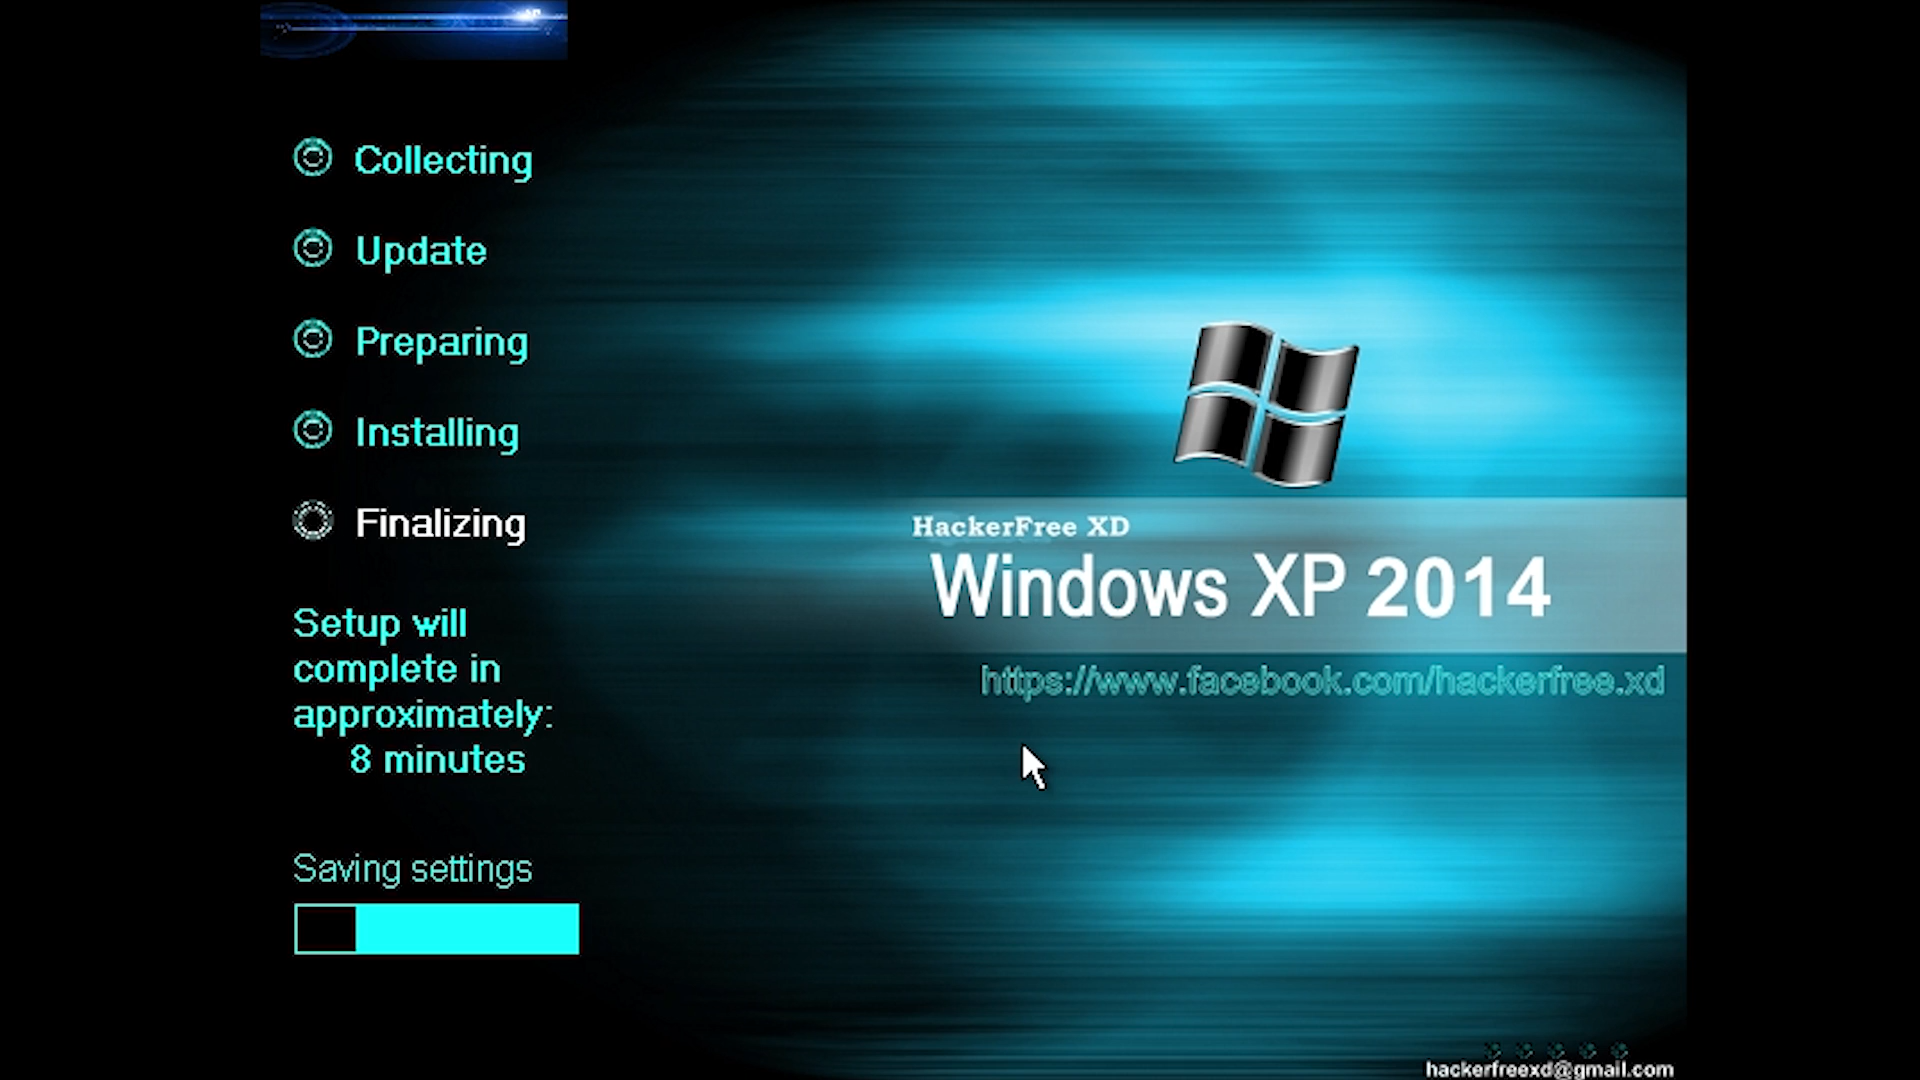 Collecting
Update
Preparing
Installing
Finalizing
Setup will
complete in
approximately:
8 minutes
Saving settings
HackerFree XD
Windows XP 2014
https://www.facebook.com/hackerfree.xd
hackerfreexd@gmail.com